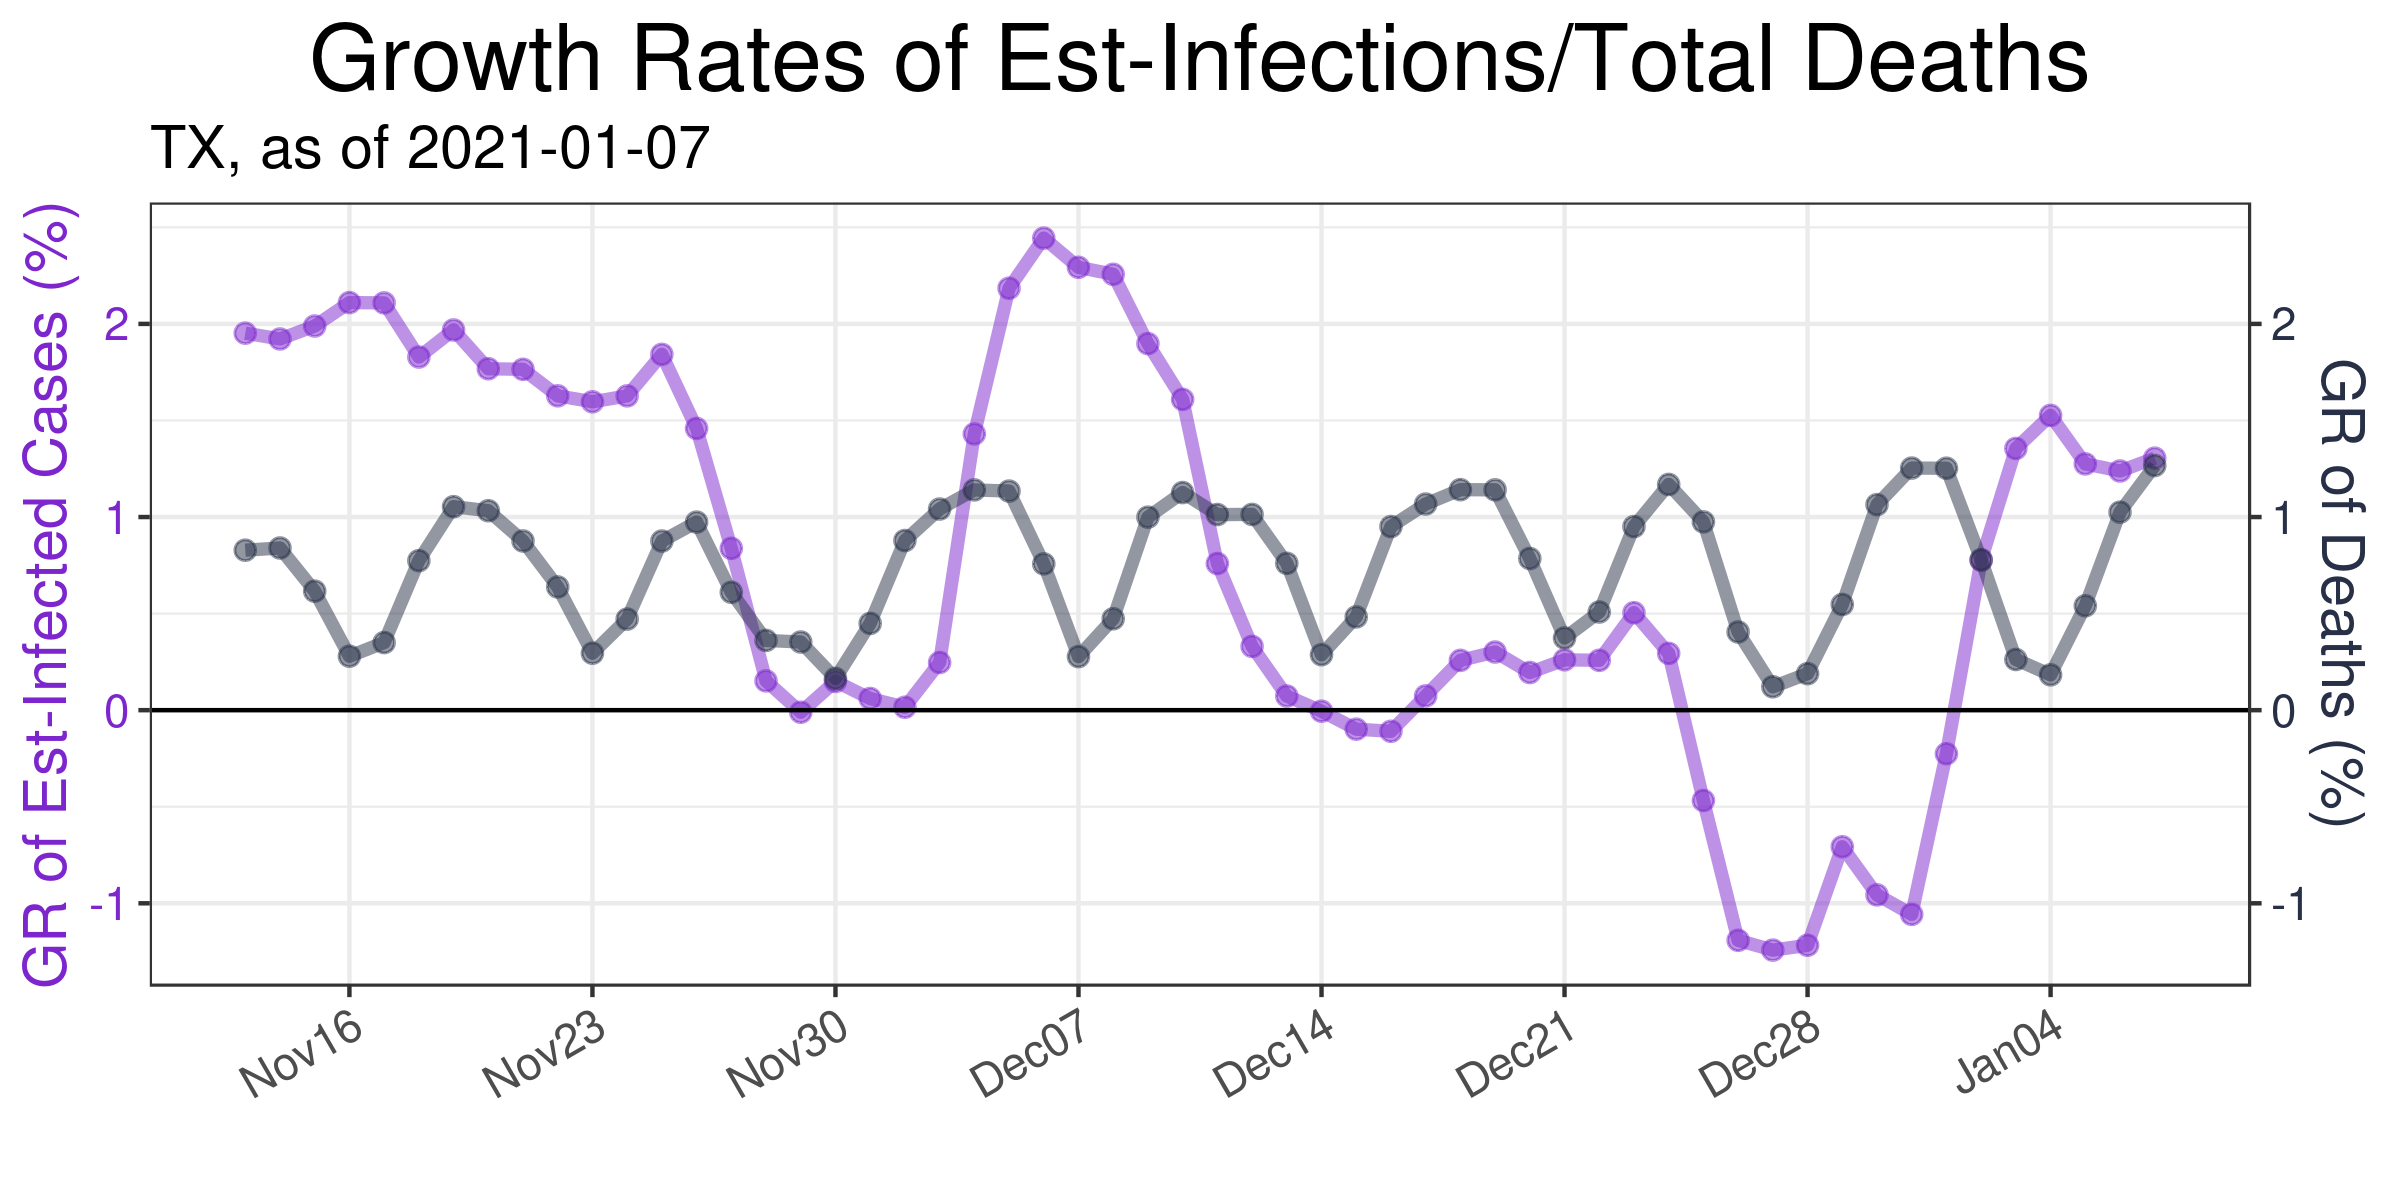 Growth Rates of Est-Infections/Total Deaths
TX, as of 2021-01-07
GR of Est-Infected Cases (%)
2
1
0
-1
2
1
0
-1
GR of Deaths (%)
Nov16
Nov23
Nov30
Dec07
Dec14
Dec21
Dec28
Jan04